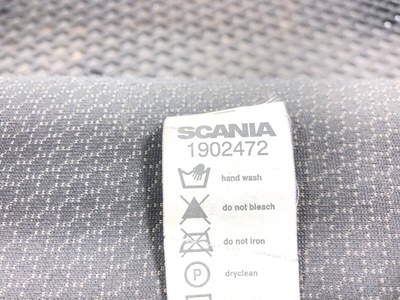 SCANIA
1902472
hand wash
do not bleach
do not iron
P dryclean